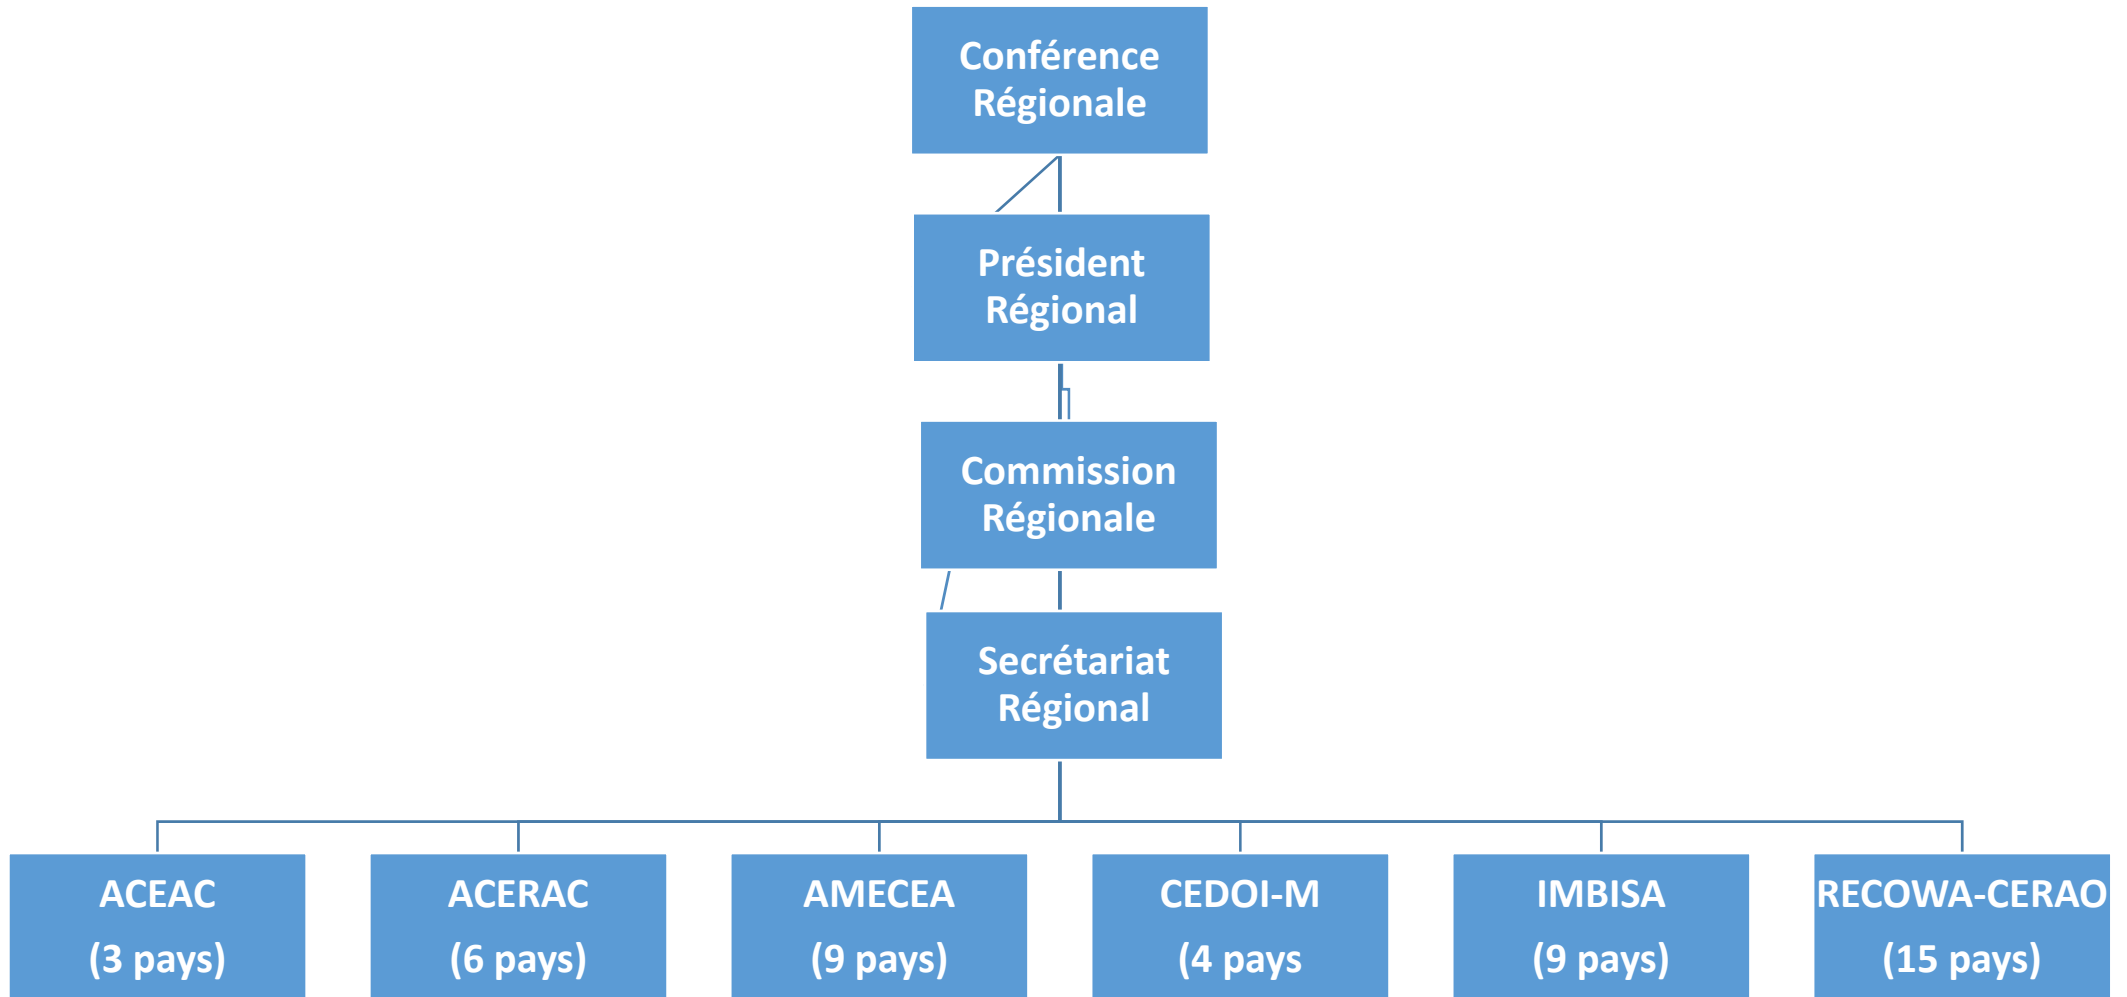 Conférence
Régionale
Président
Régional
Commission
Régionale
Secrétariat
Régional
ACEAC
(3 pays)
ACERAC
(6 pays)
AMECEA
(9 pays)
CEDOI-M
(4 pays
IMBISA
(9 pays)
RECOWA-CERAO
(15 pays)